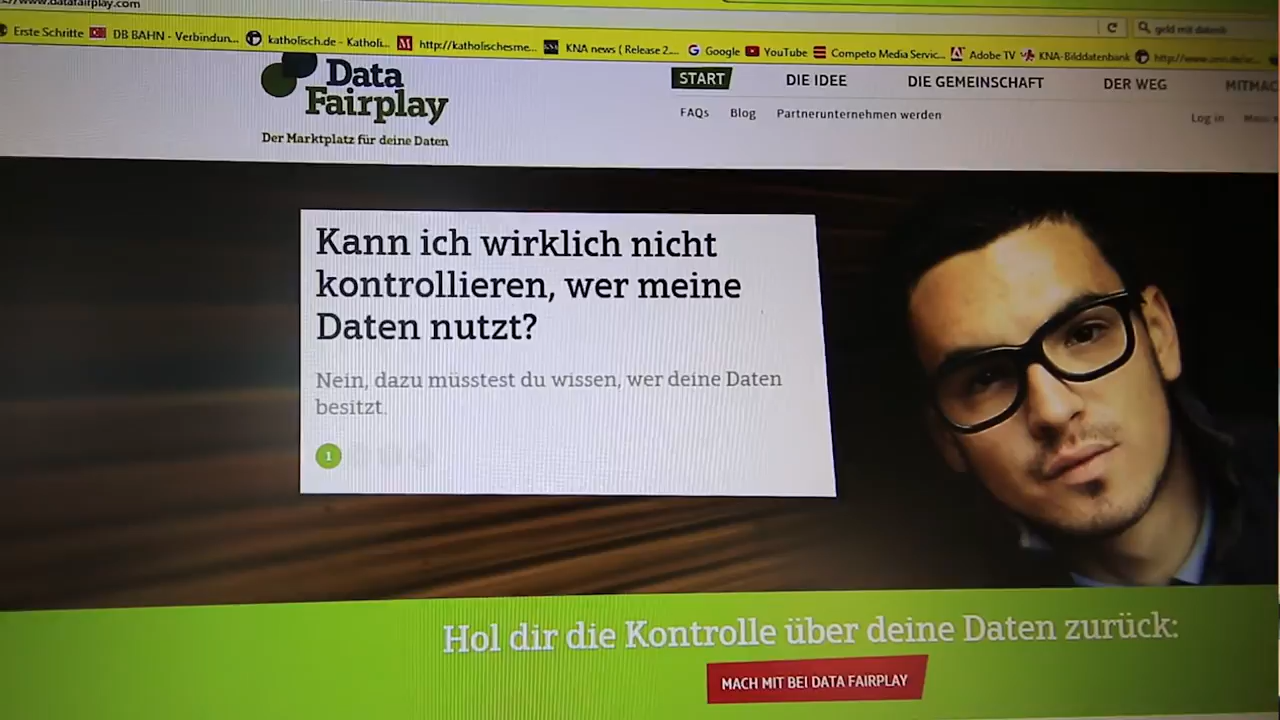 //www.datafairplay.com
geld mit daten
Erste Schritte DB BAHN - Verbindun... katholisch.de - Katholi... http://katholischesme... KNA news ( Release 2.... Google YouTube Competo Media Servic... Adobe TV KNA-Bilddatenbank
Data
Fairplay
Der Marktplatz für deine Daten
START DIE IDEE DIE GEMEINSCHAFT DER WEG MITMAC
FAQs Blog Partnerunternehmen werden
Log in
Kann ich wirklich nicht
kontrollieren, wer meine
Daten nutzt?
Nein, dazu müsstest du wissen, wer deine Daten
besitzt.
1
Hol dir die Kontrolle über deine Daten zurück:
MACH MIT BEI DATA FAIRPLAY